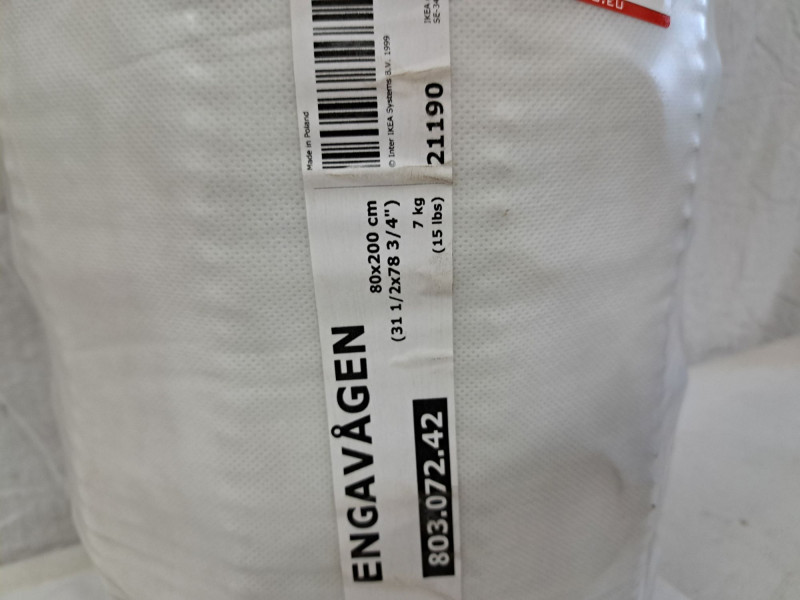 ENGAVÅGEN
80x200 cm
(31 1/2x78 3/4")
803.072.42
7 kg
(15 lbs)
Made in Poland
© Inter IKEA Systems B.V. 1999
21190
IKEA